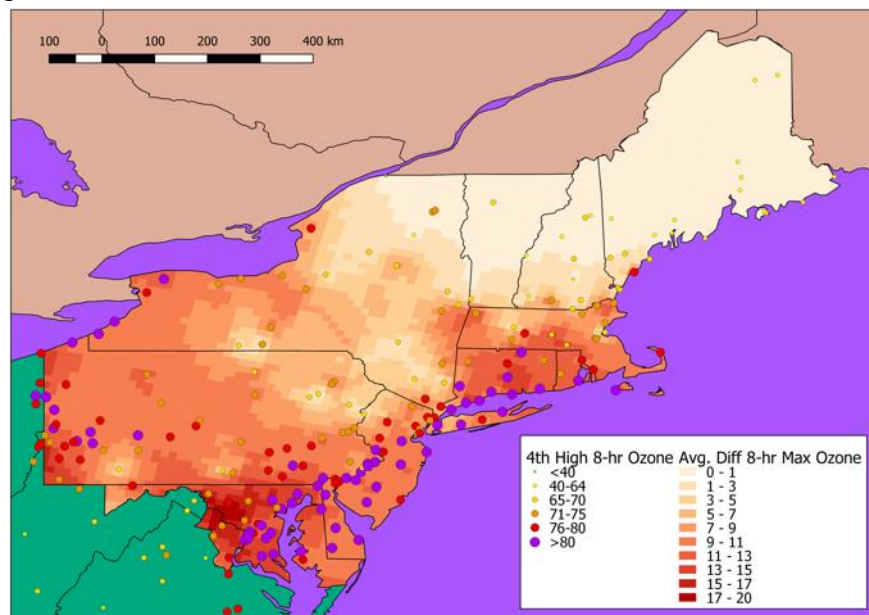 100 0 100 200 300 400 km
4th High 8-hr Ozone Avg. Diff 8-hr Max Ozone
<40 0 - 1
40-64 1 - 3
65-70 3 - 5
71-75 5 - 7
76-80 7 - 9
>80 9 - 11
11 - 13
13 - 15
15 - 17
17 - 20